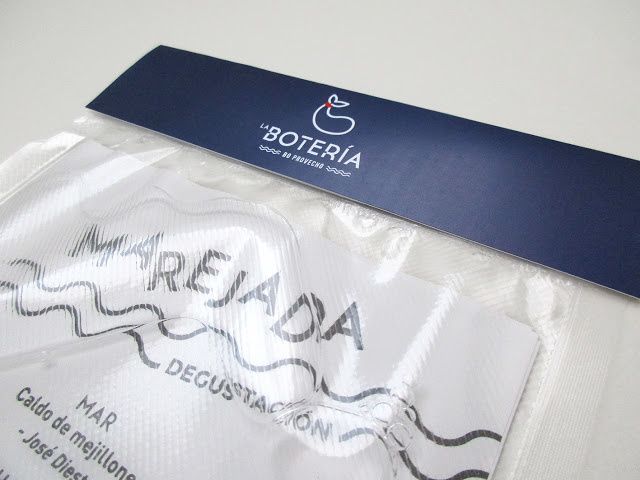 LA
BOTERÍA
BO PROVECHO
MAREJADA
DEGUSTACIÓN
MAR
Caldo de mejillone
- José Diest